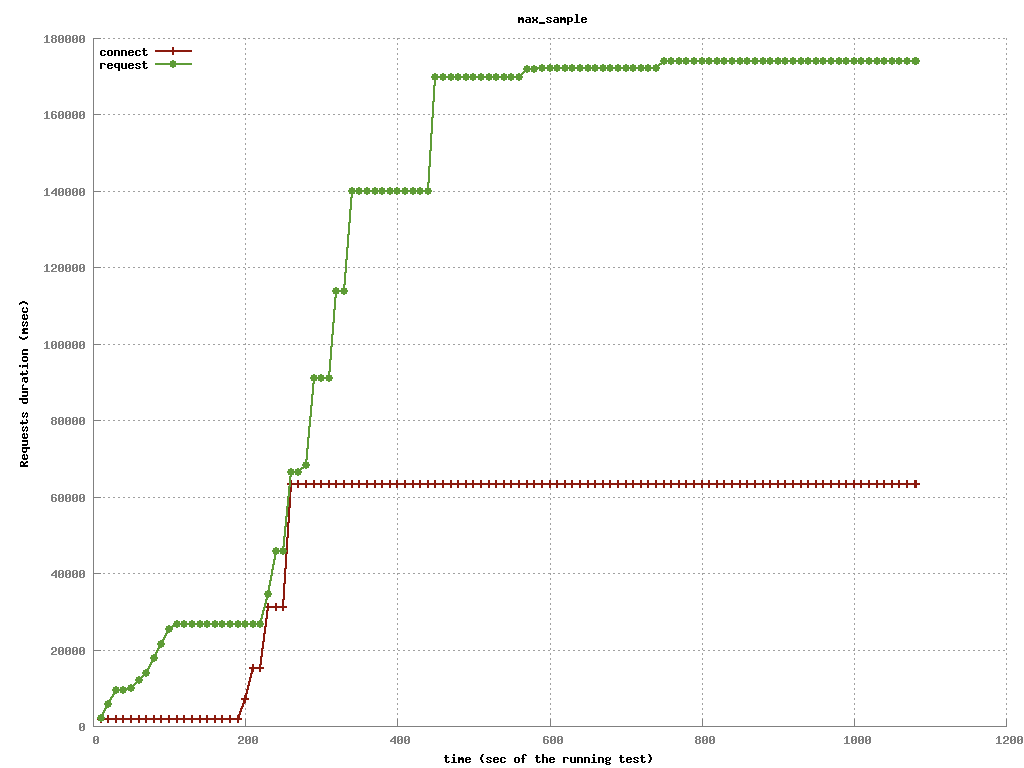 max_sample
connect
request
180000
160000
140000
120000
100000
80000
60000
40000
20000
0
Requests duration (msec)
0 200 400 600 800 1000 1200
time (sec of the running test)